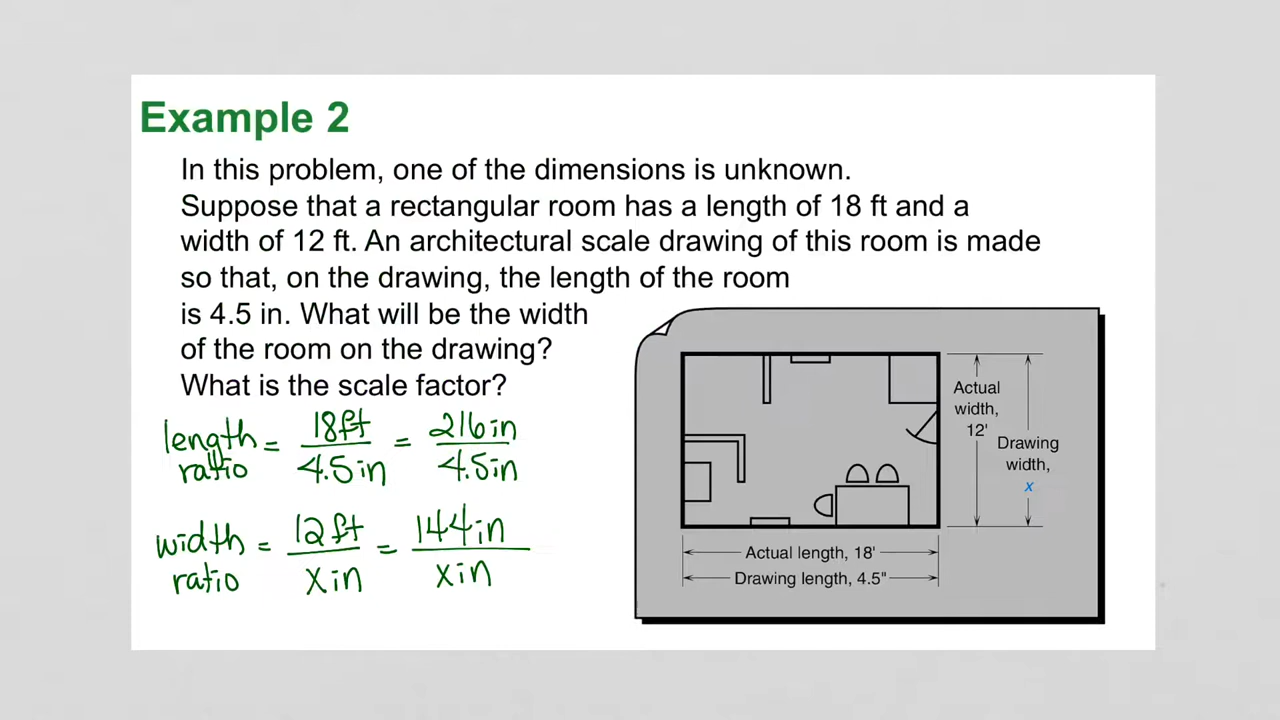 Example 2
In this problem, one of the dimensions is unknown.
Suppose that a rectangular room has a length of 18 ft and a
width of 12 ft. An architectural scale drawing of this room is made
so that, on the drawing, the length of the room
is 4.5 in. What will be the width
of the room on the drawing?
What is the scale factor?
length ratio = 18ft / 4.5in = 216in / 4.5in
width ratio = 12ft / x in = 144in / x in
Actual
width,
12'
Drawing
width,
x
Actual length, 18'
Drawing length, 4.5"